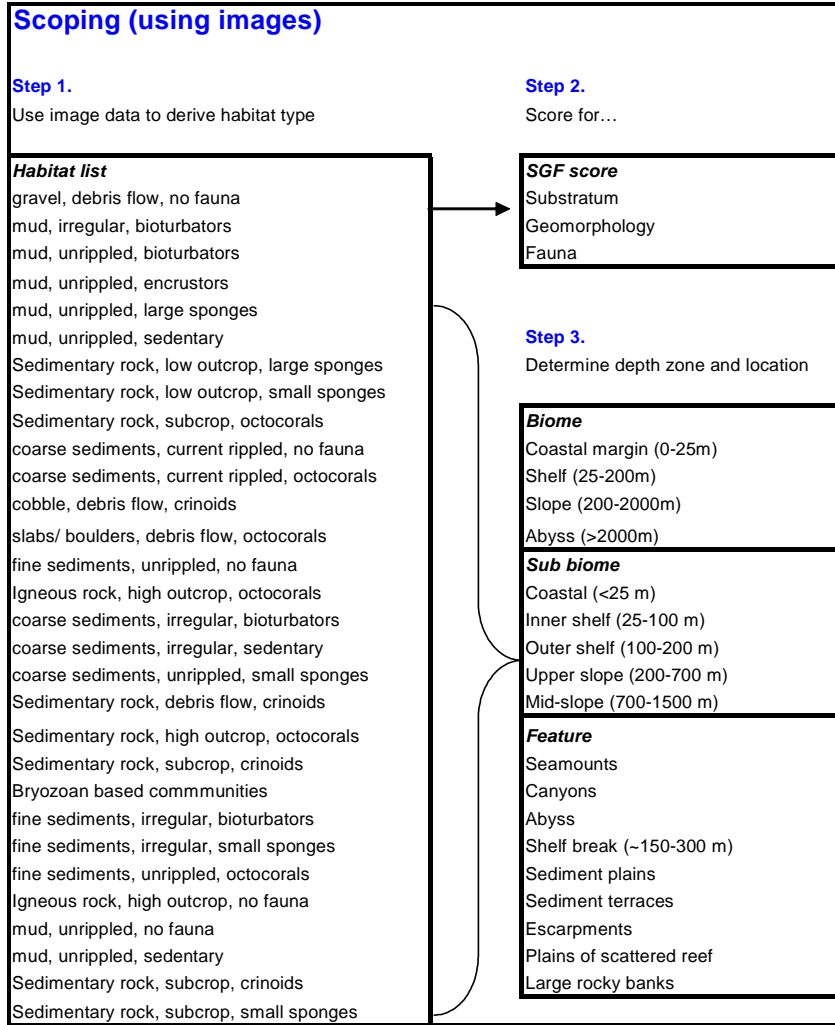 Scoping (using images)
Step 1.
Use image data to derive habitat type
Habitat list
gravel, debris flow, no fauna
mud, irregular, bioturbators
mud, unrippled, bioturbators
mud, unrippled, encrustors
mud, unrippled, large sponges
mud, unrippled, sedentary
Sedimentary rock, low outcrop, large sponges
Sedimentary rock, low outcrop, small sponges
Sedimentary rock, subcrop, octocorals
coarse sediments, current rippled, no fauna
coarse sediments, current rippled, octocorals
cobble, debris flow, crinoids
slabs/ boulders, debris flow, octocorals
fine sediments, unrippled, no fauna
Igneous rock, high outcrop, octocorals
coarse sediments, irregular, bioturbators
coarse sediments, irregular, sedentary
coarse sediments, unrippled, small sponges
Sedimentary rock, debris flow, crinoids
Sedimentary rock, high outcrop, octocorals
Sedimentary rock, subcrop, crinoids
Bryozoan based commmunities
fine sediments, irregular, bioturbators
fine sediments, irregular, small sponges
fine sediments, unrippled, octocorals
Igneous rock, high outcrop, no fauna
mud, unrippled, no fauna
mud, unrippled, sedentary
Sedimentary rock, subcrop, crinoids
Sedimentary rock, subcrop, small sponges
Step 2.
Score for…
SGF score
Substratum
Geomorphology
Fauna
Step 3.
Determine depth zone and location
Biome
Coastal margin (0-25m)
Shelf (25-200m)
Slope (200-2000m)
Abyss (>2000m)
Sub biome
Coastal (<25 m)
Inner shelf (25-100 m)
Outer shelf (100-200 m)
Upper slope (200-700 m)
Mid-slope (700-1500 m)
Feature
Seamounts
Canyons
Abyss
Shelf break (~150-300 m)
Sediment plains
Sediment terraces
Escarpments
Plains of scattered reef
Large rocky banks